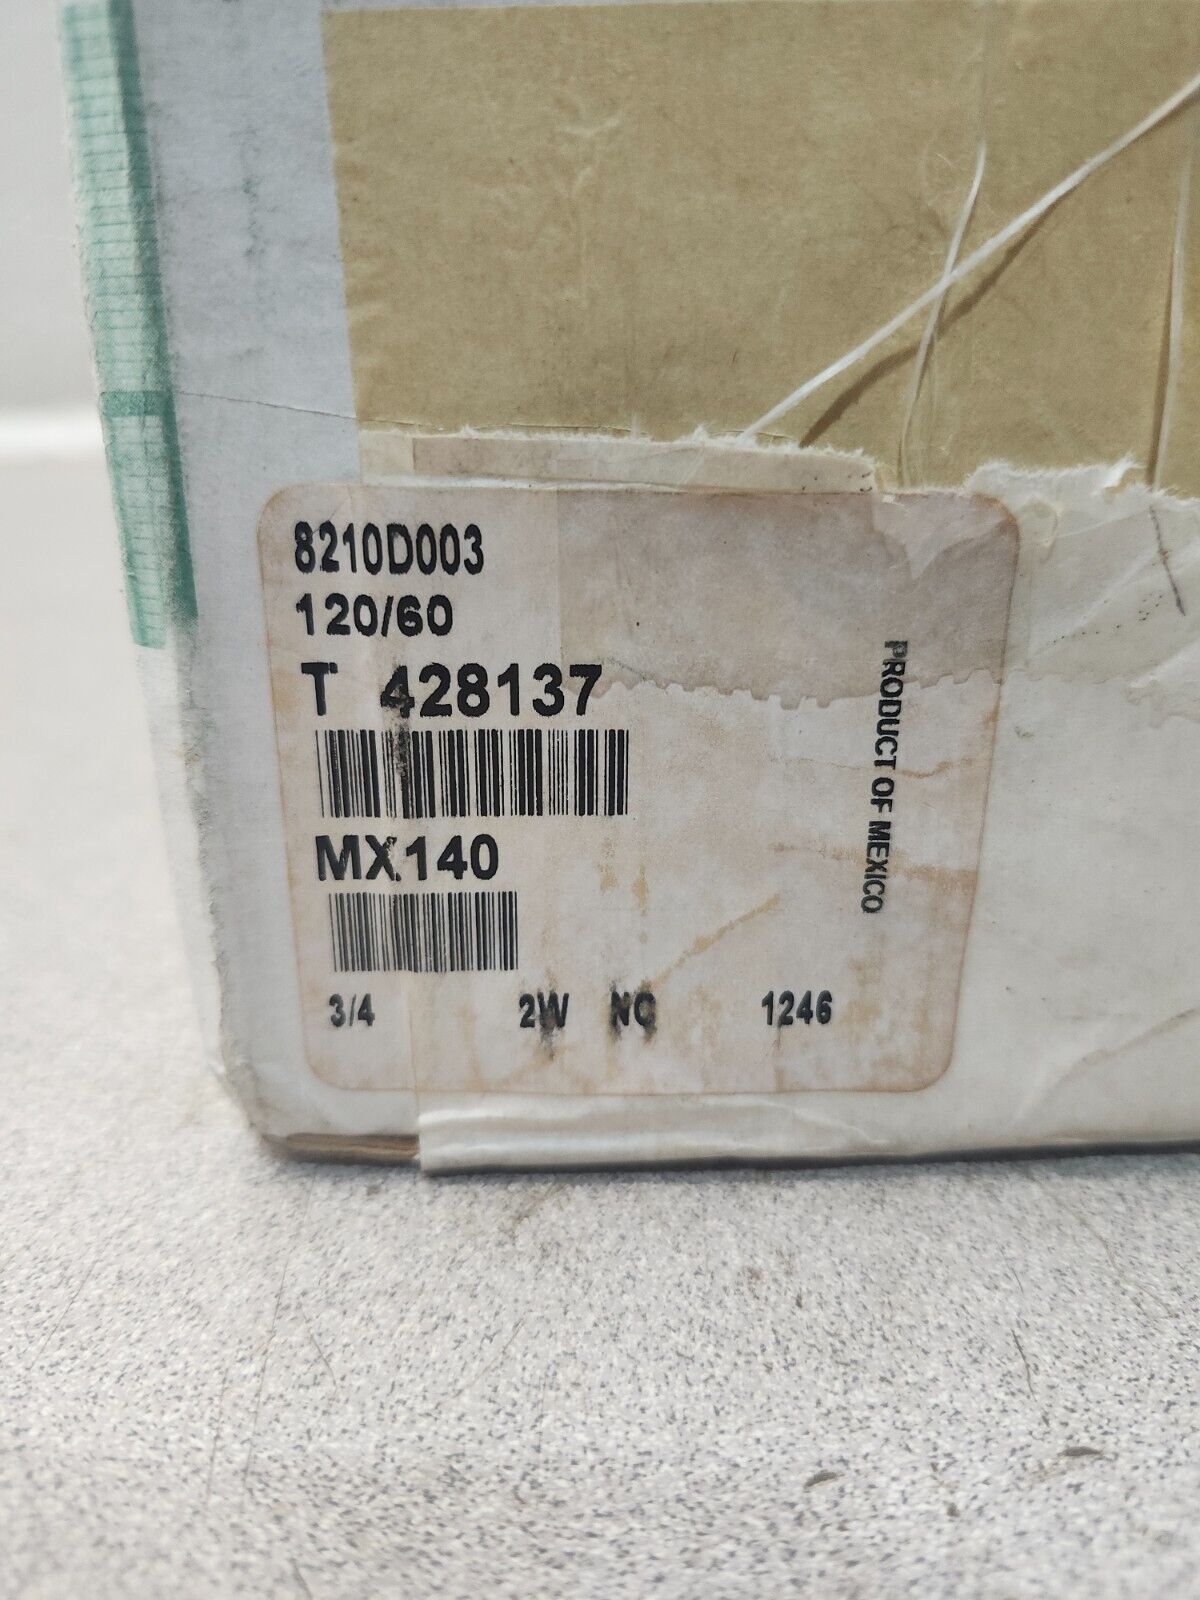 8210D003
120/60
T 428137
MX140
3/4 2W NC 1246
PRODUCT OF MEXICO